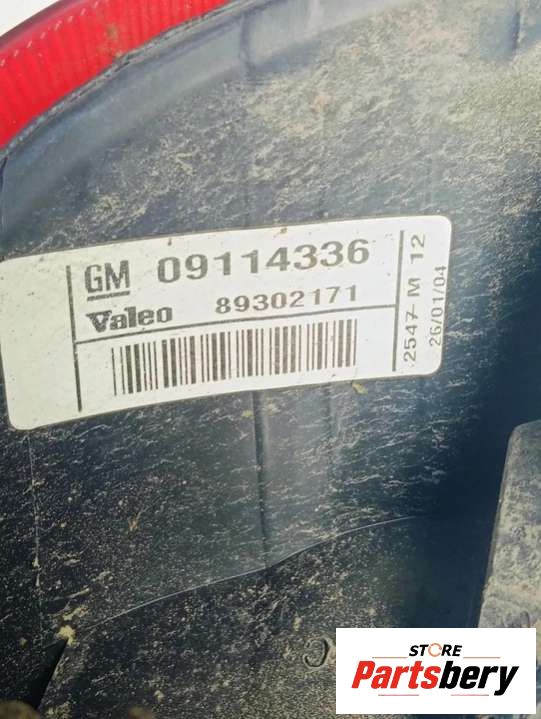 GM 09114336
Valeo 89302171
2547 M 12
26/01/04
STORE
Partsbery